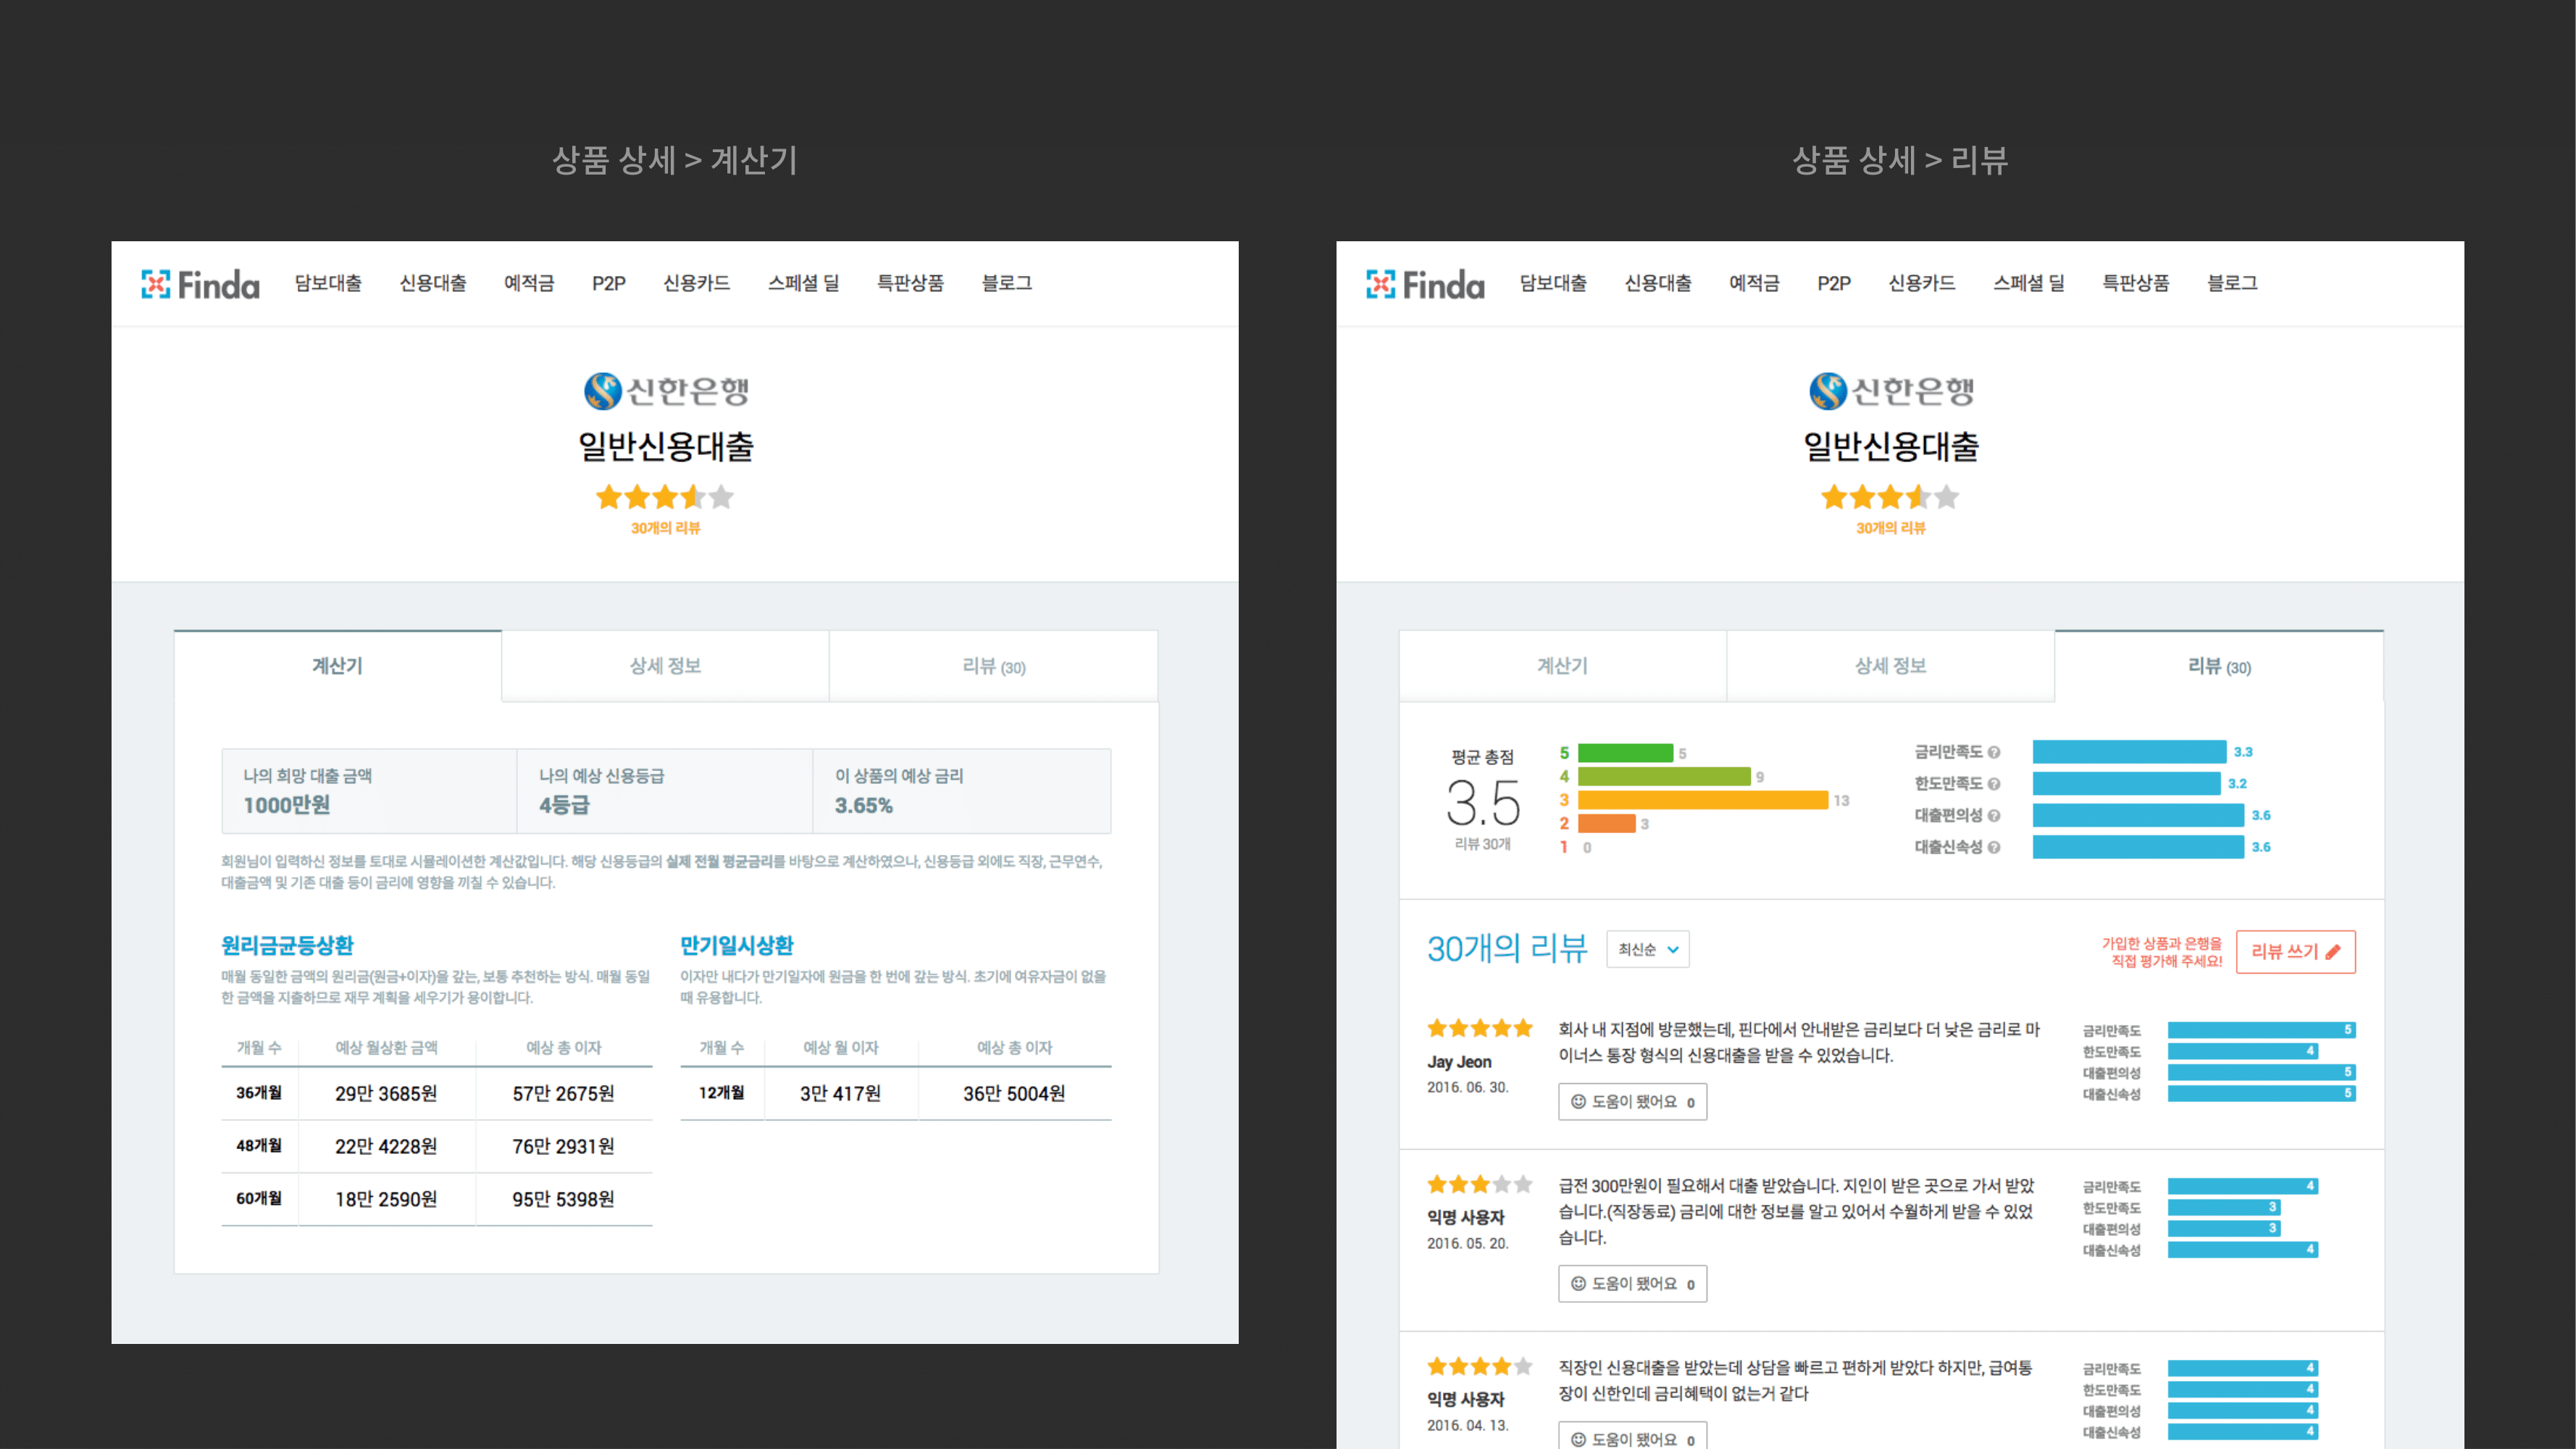 상품 상세 > 계산기
Finda 담보대출 신용대출 예적금 P2P 신용카드 스페셜 딜 특판상품 블로그
신한은행
일반신용대출
30개의 리뷰
계산기 상세 정보 리뷰 (30)
나의 희망 대출 금액 나의 예상 신용등급 이 상품의 예상 금리
1000만원 4등급 3.65%
회원님이 입력하신 정보를 토대로 시뮬레이션한 계산값입니다. 해당 신용등급의 실제 전월 평균금리를 바탕으로 계산하였으나, 신용등급 외에도 직장, 근무연수,
대출금액 및 기존 대출 등이 금리에 영향을 끼칠 수 있습니다.
원리금균등상환
매월 동일한 금액의 원리금(원금+이자)을 갚는, 보통 추천하는 방식. 매월 동일
한 금액을 지출하므로 재무 계획을 세우기가 용이합니다.
개월 수 예상 월상환 금액 예상 총 이자
36개월 29만 3685원 57만 2675원
48개월 22만 4228원 76만 2931원
60개월 18만 2590원 95만 5398원
만기일시상환
이자만 내다가 만기일자에 원금을 한 번에 갚는 방식. 초기에 여유자금이 없을
때 유용합니다.
개월 수 예상 월 이자 예상 총 이자
12개월 3만 417원 36만 5004원
상품 상세 > 리뷰
Finda 담보대출 신용대출 예적금 P2P 신용카드 스페셜 딜 특판상품 블로그
신한은행
일반신용대출
30개의 리뷰
계산기 상세 정보 리뷰 (30)
평균 총점
3.5
리뷰 30개
5 5
4 9
3 13
2 3
1 0
금리만족도 ? 3.3
한도만족도 ? 3.2
대출편의성 ? 3.6
대출신속성 ? 3.6
30개의 리뷰 최신순
가입한 상품과 은행을
직접 평가해 주세요!
리뷰 쓰기
Jay Jeon
2016. 06. 30.
회사 내 지점에 방문했는데, 핀다에서 안내받은 금리보다 더 낮은 금리로 마
이너스 통장 형식의 신용대출을 받을 수 있었습니다.
도움이 됐어요 0
금리만족도 5
한도만족도 4
대출편의성 5
대출신속성 5
익명 사용자
2016. 05. 20.
급전 300만원이 필요해서 대출 받았습니다. 지인이 받은 곳으로 가서 받았
습니다.(직장동료) 금리에 대한 정보를 알고 있어서 수월하게 받을 수 있었
습니다.
도움이 됐어요 0
금리만족도 4
한도만족도 3
대출편의성 3
대출신속성 4
익명 사용자
2016. 04. 13.
직장인 신용대출을 받았는데 상담을 빠르고 편하게 받았다 하지만, 급여통
장이 신한인데 금리혜택이 없는거 같다
도움이 됐어요 0
금리만족도 4
한도만족도 4
대출편의성 4
대출신속성 4